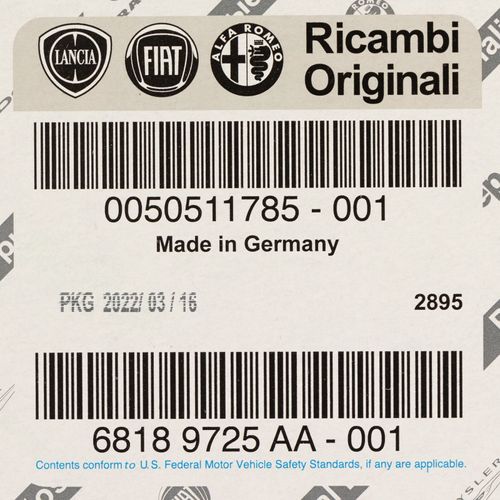 LANCIA FIAT ALFA ROMEO Ricambi
Originali
0050511785 - 001
Made in Germany
PKG 2022/ 03 / 16 2895
6818 9725 AA - 001
Contents conform to U.S. Federal Motor Vehicle Safety Standards, if any are applicable.